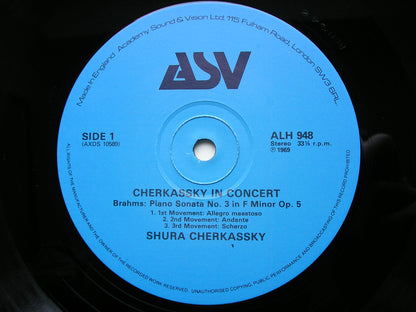 Made in England Academy Sound & Vision Ltd, 115 Fulham Road, London SW3 6RL
ASV
SIDE 1
(AXDS 10589)
ALH 948
Stereo 33⅓ r.p.m.
℗ 1969
CHERKASSKY IN CONCERT
Brahms: Piano Sonata No. 3 in F Minor Op. 5
1. 1st Movement: Allegro maestoso
2. 2nd Movement: Andante
3. 3rd Movement: Scherzo
SHURA CHERKASSKY
ALL RIGHTS OF THE MANUFACTURER AND OF THE OWNER OF THE RECORDED WORK RESERVED. UNAUTHORISED COPYING, PUBLIC PERFORMANCE AND BROADCASTING OF THIS RECORD PROHIBITED